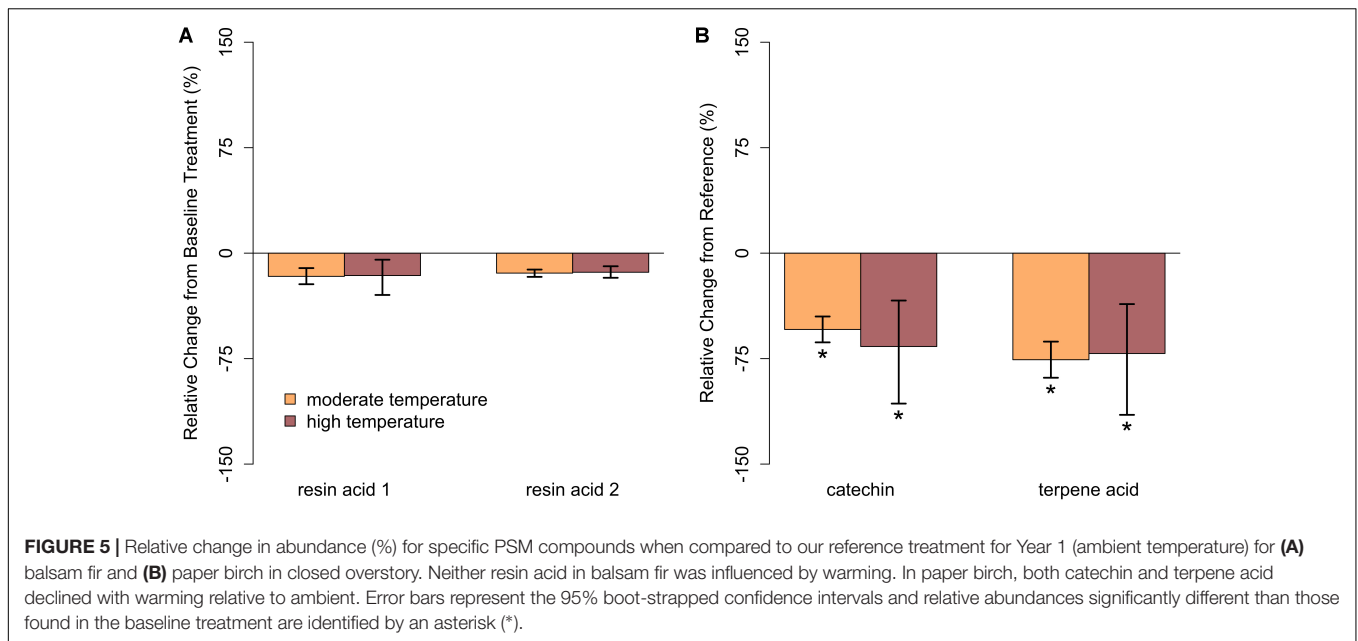 A
Relative Change from Baseline Treatment (%)
150
75
0
-75
-150
moderate temperature
high temperature
resin acid 1
resin acid 2
B
Relative Change from Reference (%)
150
75
0
-75
-150
*
*
*
*
catechin
terpene acid
FIGURE 5 | Relative change in abundance (%) for specific PSM compounds when compared to our reference treatment for Year 1 (ambient temperature) for (A)
balsam fir and (B) paper birch in closed overstory. Neither resin acid in balsam fir was influenced by warming. In paper birch, both catechin and terpene acid
declined with warming relative to ambient. Error bars represent the 95% boot-strapped confidence intervals and relative abundances significantly different than those
found in the baseline treatment are identified by an asterisk (*).